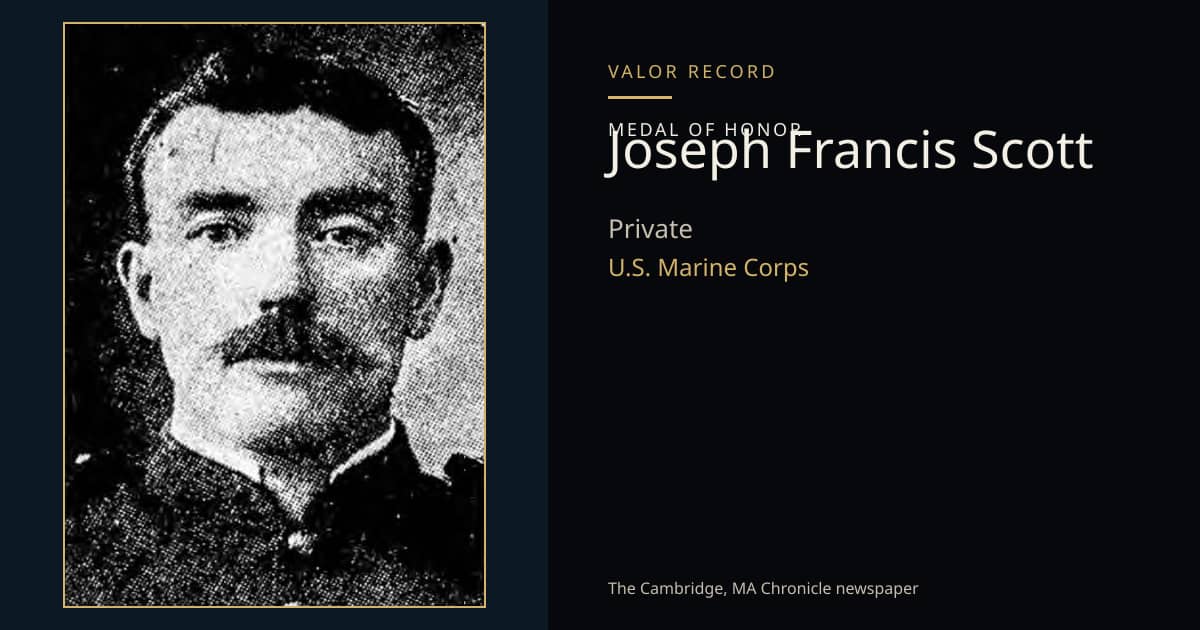 VALOR RECORD
MEDAL OF HONOR
Joseph Francis Scott
Private
U.S. Marine Corps
The Cambridge, MA Chronicle newspaper